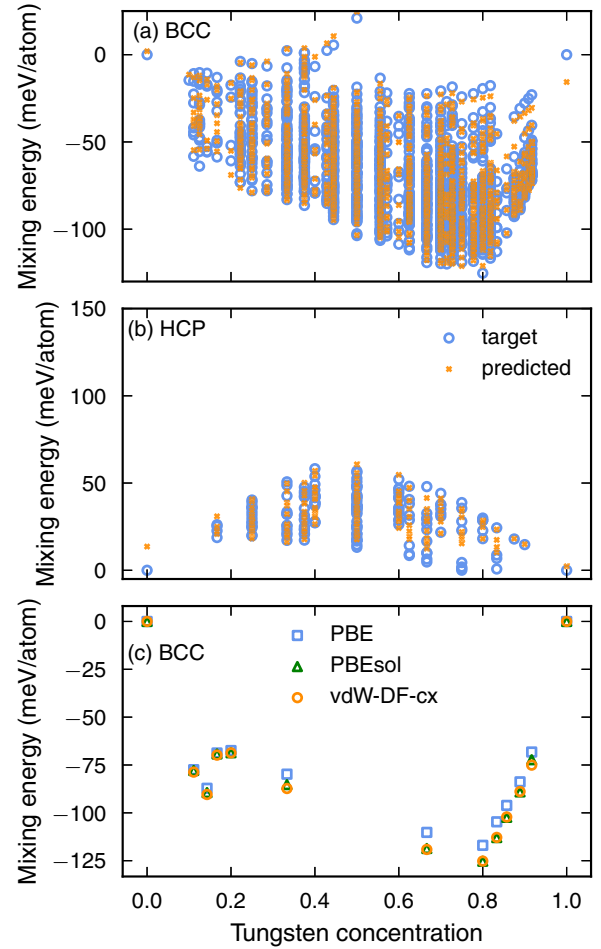 (a) BCC
Mixing energy (meV/atom)
0
−50
−100
(b) HCP
Mixing energy (meV/atom)
150
100
50
0
target
predicted
(c) BCC
Mixing energy (meV/atom)
0
−25
−50
−75
−100
−125
PBE
PBEsol
vdW-DF-cx
0.0 0.2 0.4 0.6 0.8 1.0
Tungsten concentration